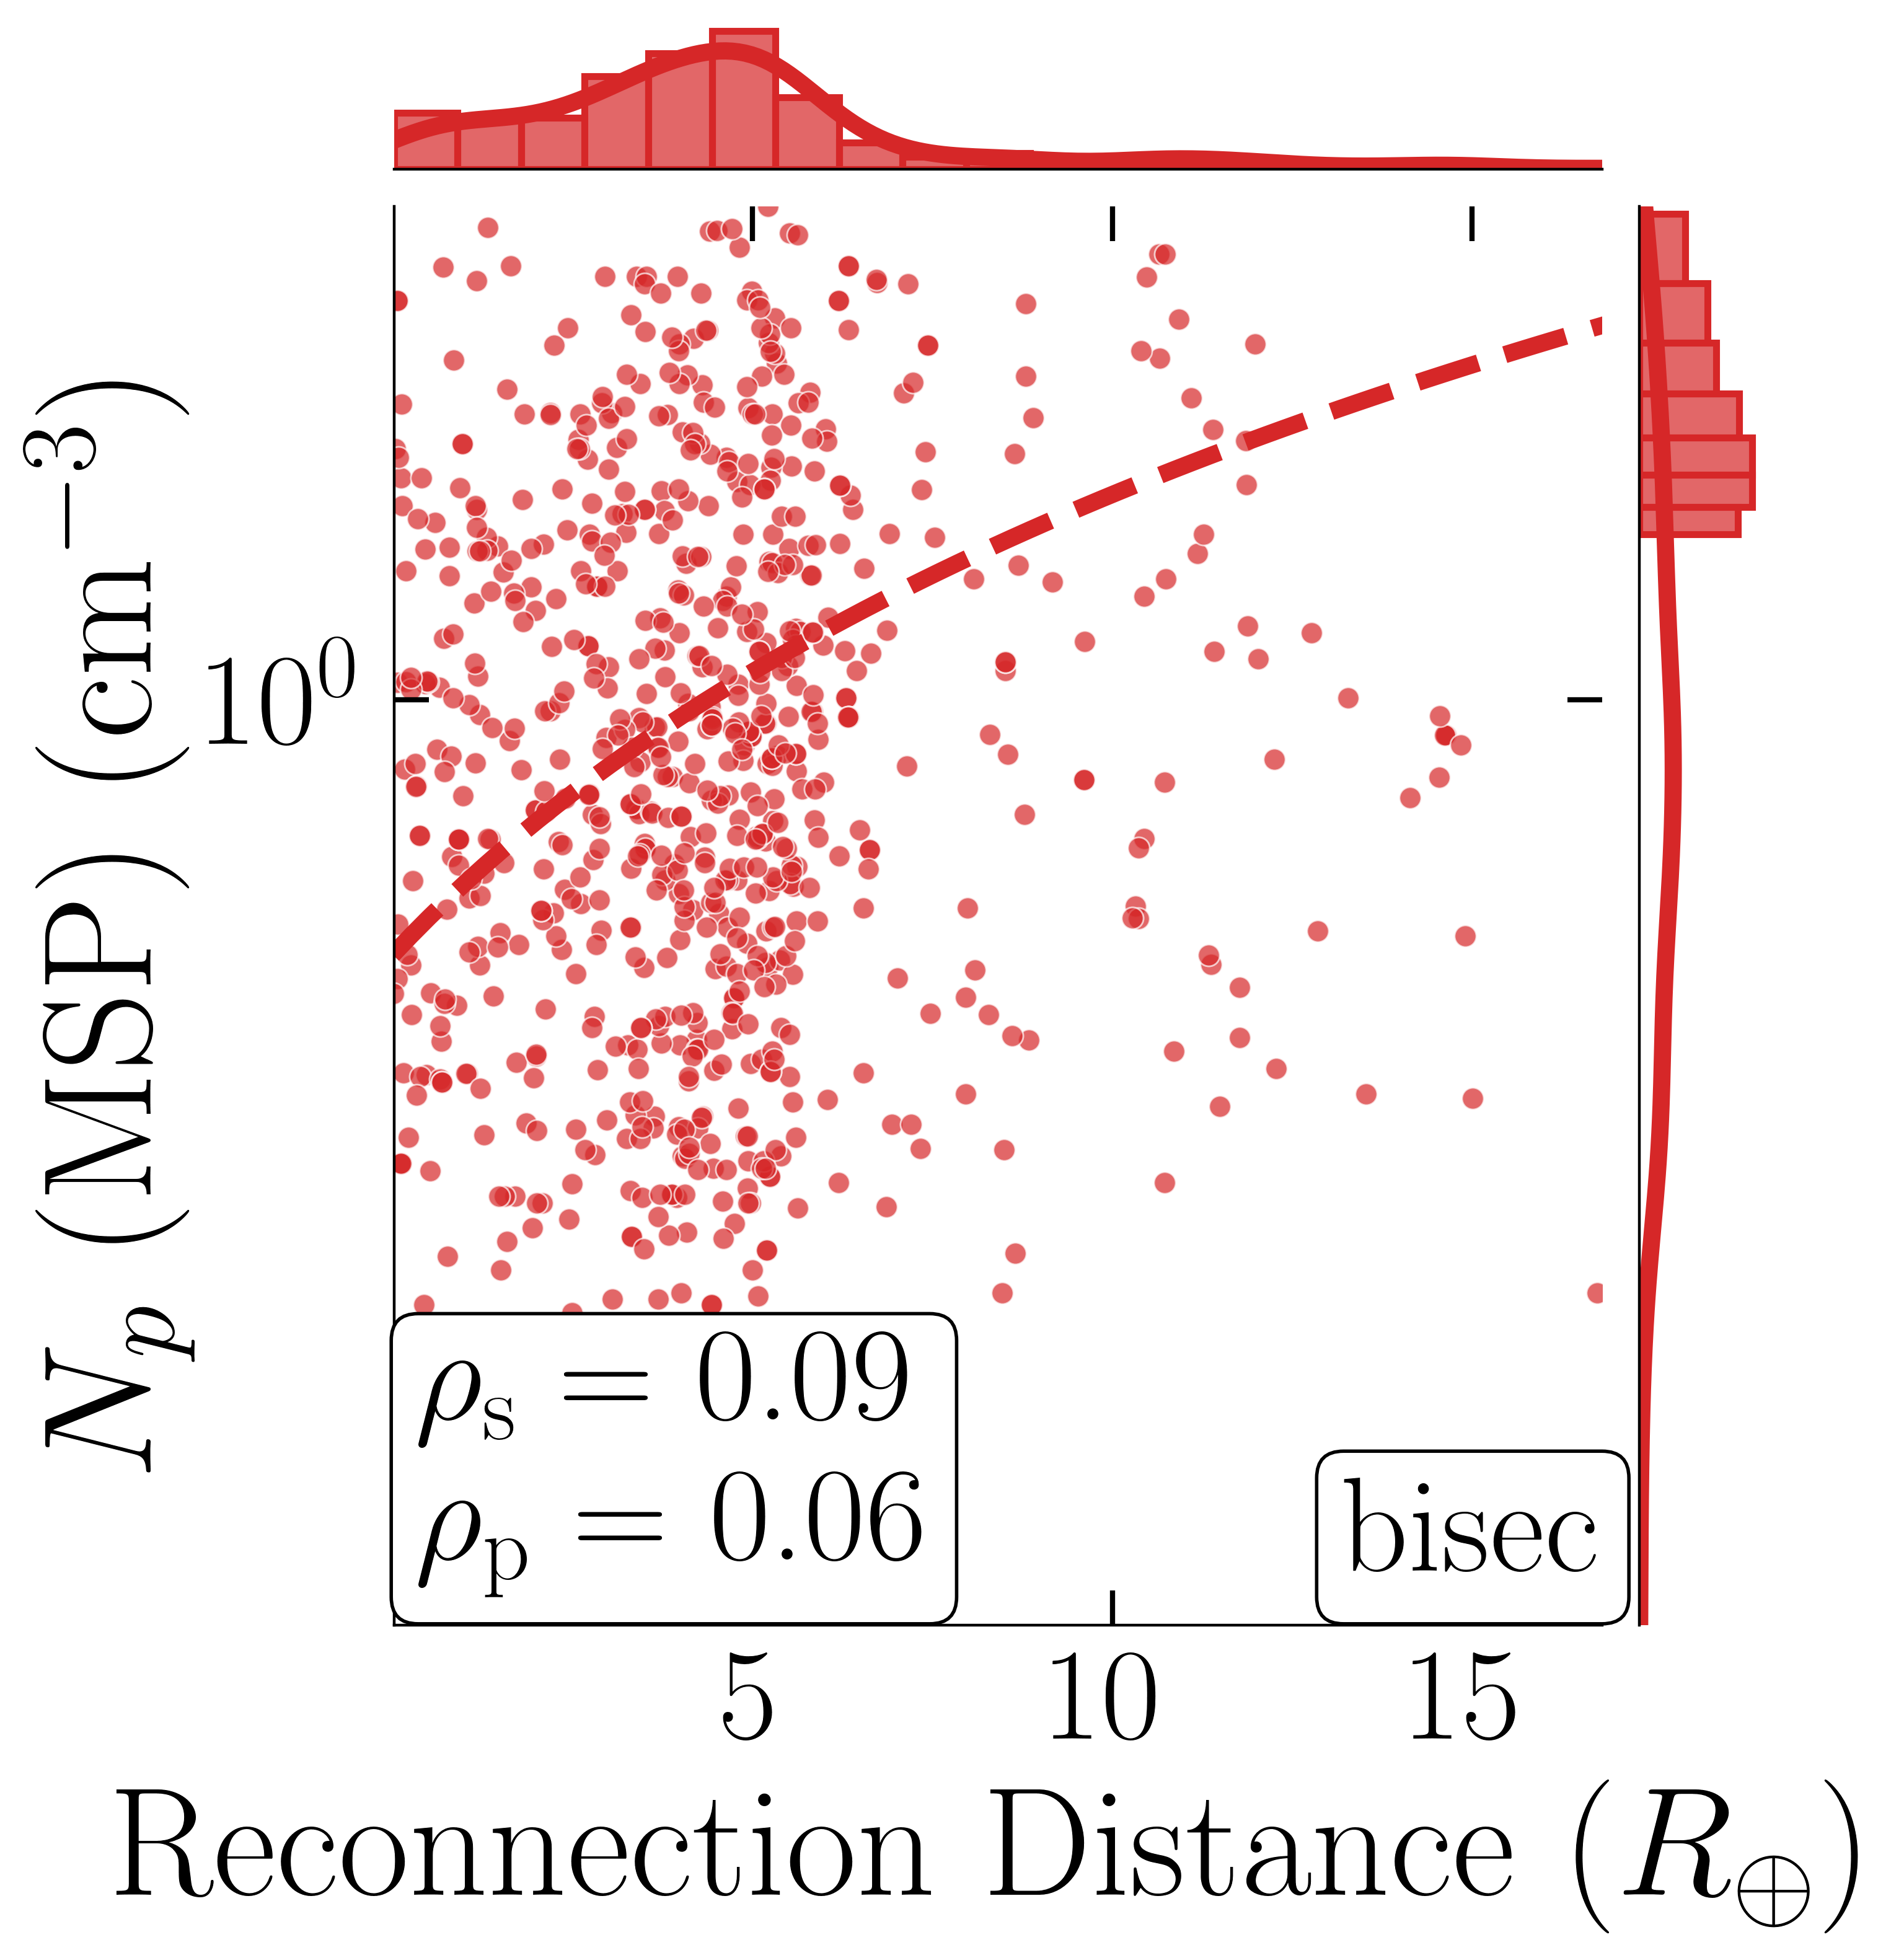 N_p (MSP) (cm^{-3})
10^0
ρ_s = 0.09
ρ_p = 0.06
bisec
5 10 15
Reconnection Distance (R_⊕)